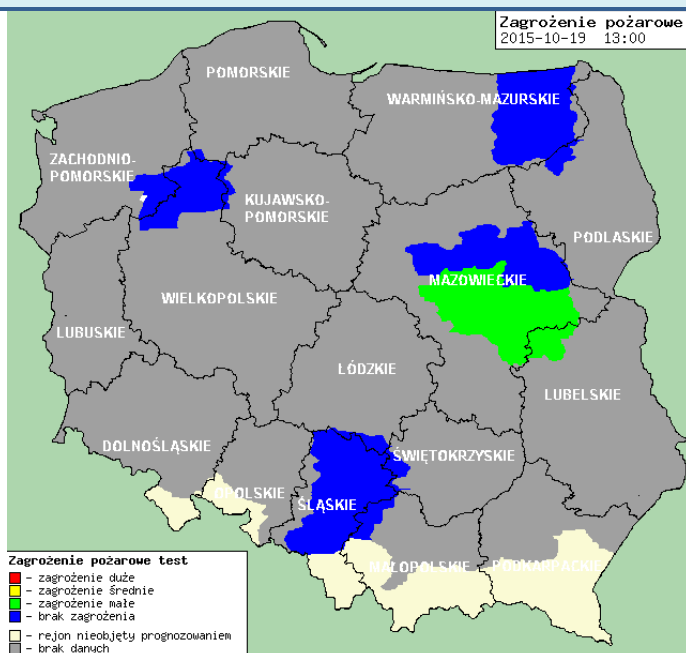 Zagrożenie pożarowe
2015-10-19 13:00
POMORSKIE
WARMIŃSKO-MAZURSKIE
ZACHODNIO-
POMORSKIE
KUJAWSKO-
POMORSKIE
PODLASKIE
MAZOWIECKIE
WIELKOPOLSKIE
LUBUSKIE
ŁÓDZKIE
LUBELSKIE
DOLNOŚLĄSKIE
ŚWIĘTOKRZYSKIE
OPOLSKIE
ŚLĄSKIE
MAŁOPOLSKIE
PODKARPACKIE
Zagrożenie pożarowe test
- zagrożenie duże
- zagrożenie średnie
- zagrożenie małe
- brak zagrożenia
- rejon nieobjęty prognozowaniem
- brak danych